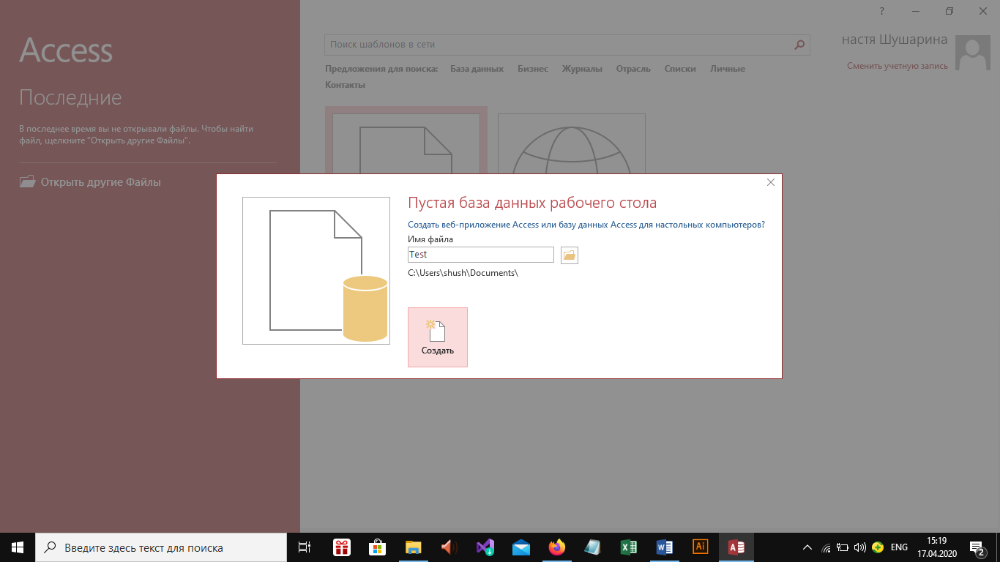 Access
Последние
В последнее время вы не открывали файлы. Чтобы найти
файл, щелкните "Открыть другие Файлы".
Открыть другие Файлы
?
Поиск шаблонов в сети
настя Шушарина
Сменить учетную запись
Предложения для поиска: База данных Бизнес Журналы Отрасль Списки Личные
Контакты
Пустая база данных рабочего стола
Создать веб-приложение Access или базу данных Access для настольных компьютеров?
Имя файла
Test
C:\Users\shush\Documents\
Создать
Введите здесь текст для поиска
Ai
ENG
15:19
17.04.2020
2